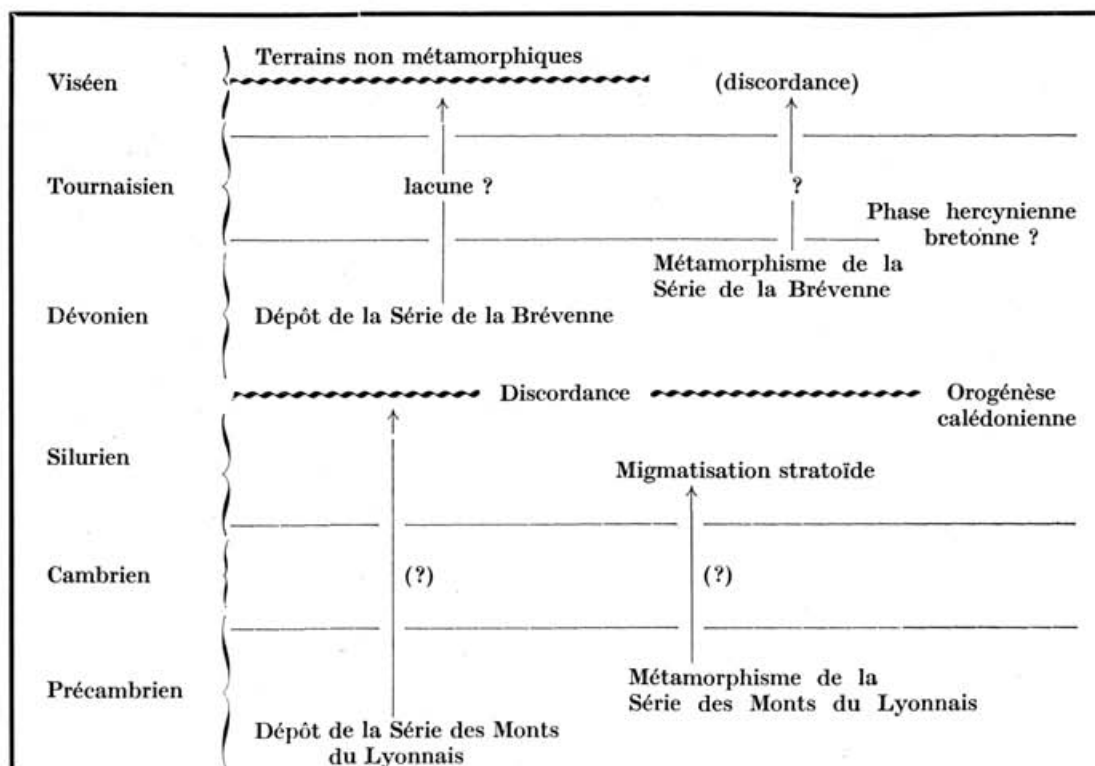 Terrains non métamorphiques
Viséen
(discordance)
Tournaisien
lacune ?
?
Phase hercynienne
bretonne ?
Métamorphisme de la
Série de la Brévenne
Dévonien
Dépôt de la Série de la Brévenne
Discordance
Orogénèse
calédonienne
Silurien
Migmatisation stratoïde
Cambrien
(?)
(?)
Précambrien
Métamorphisme de la
Série des Monts du Lyonnais
Dépôt de la Série des Monts
du Lyonnais